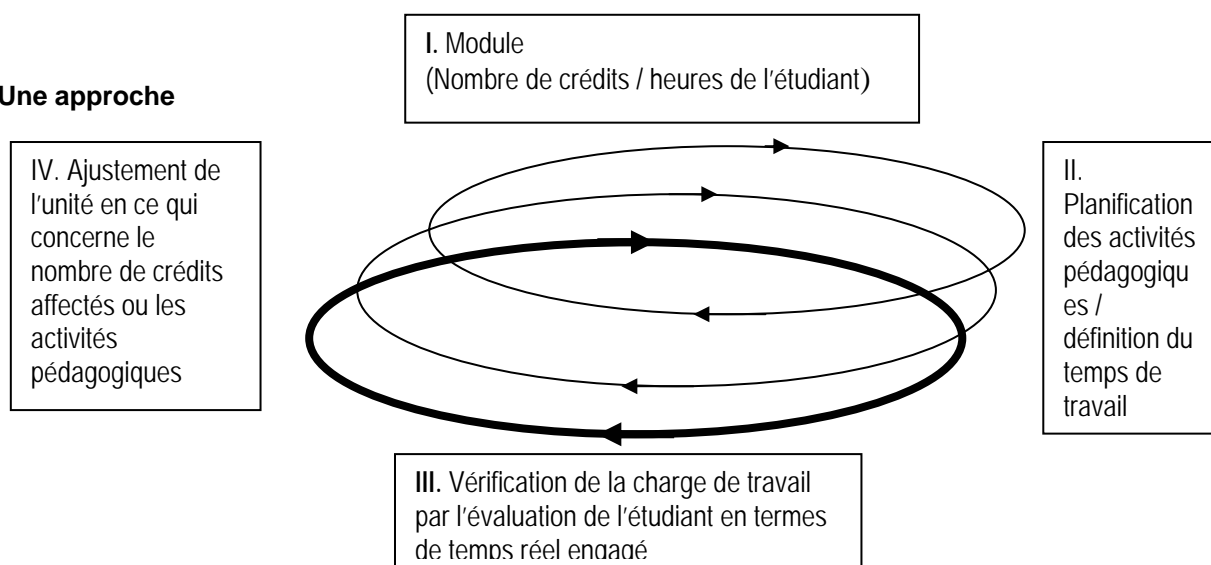 I. Module
(Nombre de crédits / heures de l'étudiant)
Une approche
IV. Ajustement de
l'unité en ce qui
concerne le
nombre de crédits
affectés ou les
activités
pédagogiques
II.
Planification
des activités
pédagogiqu
es /
définition du
temps de
travail
III. Vérification de la charge de travail
par l'évaluation de l'étudiant en termes
de temps réel engagé